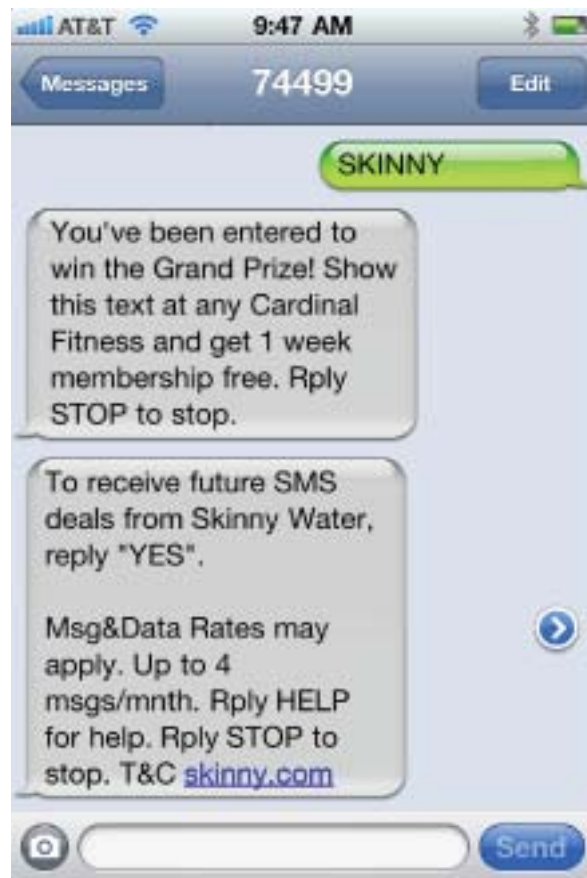 AT&T 9:47 AM
Messages 74499 Edit
SKINNY
You've been entered to
win the Grand Prize! Show
this text at any Cardinal
Fitness and get 1 week
membership free. Rply
STOP to stop.
To receive future SMS
deals from Skinny Water,
reply "YES".
Msg&Data Rates may
apply. Up to 4
msgs/mnth. Rply HELP
for help. Rply STOP to
stop. T&C skinny.com
Send